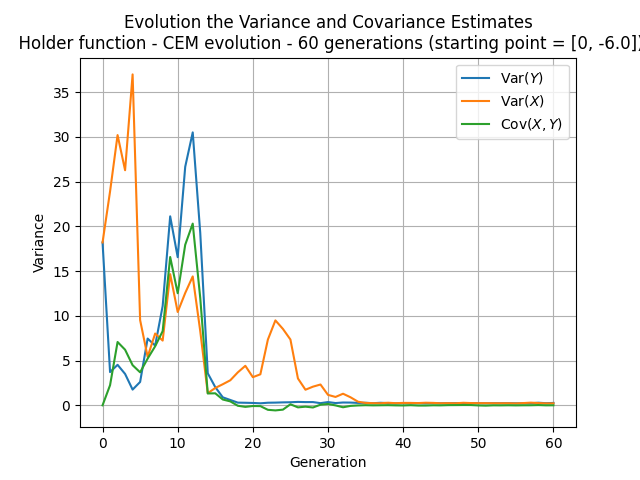 Evolution the Variance and Covariance Estimates
Holder function - CEM evolution - 60 generations (starting point = [0, -6.0])
Var(Y)
Var(X)
Cov(X, Y)
35
30
25
20
15
10
5
0
Variance
0 10 20 30 40 50 60
Generation